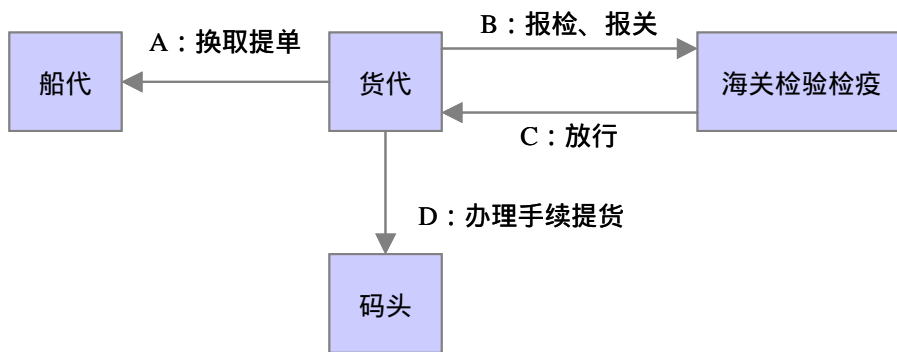 B：报检、报关
A：换取提单
船代
货代
海关检验检疫
C：放行
D：办理手续提货
码头